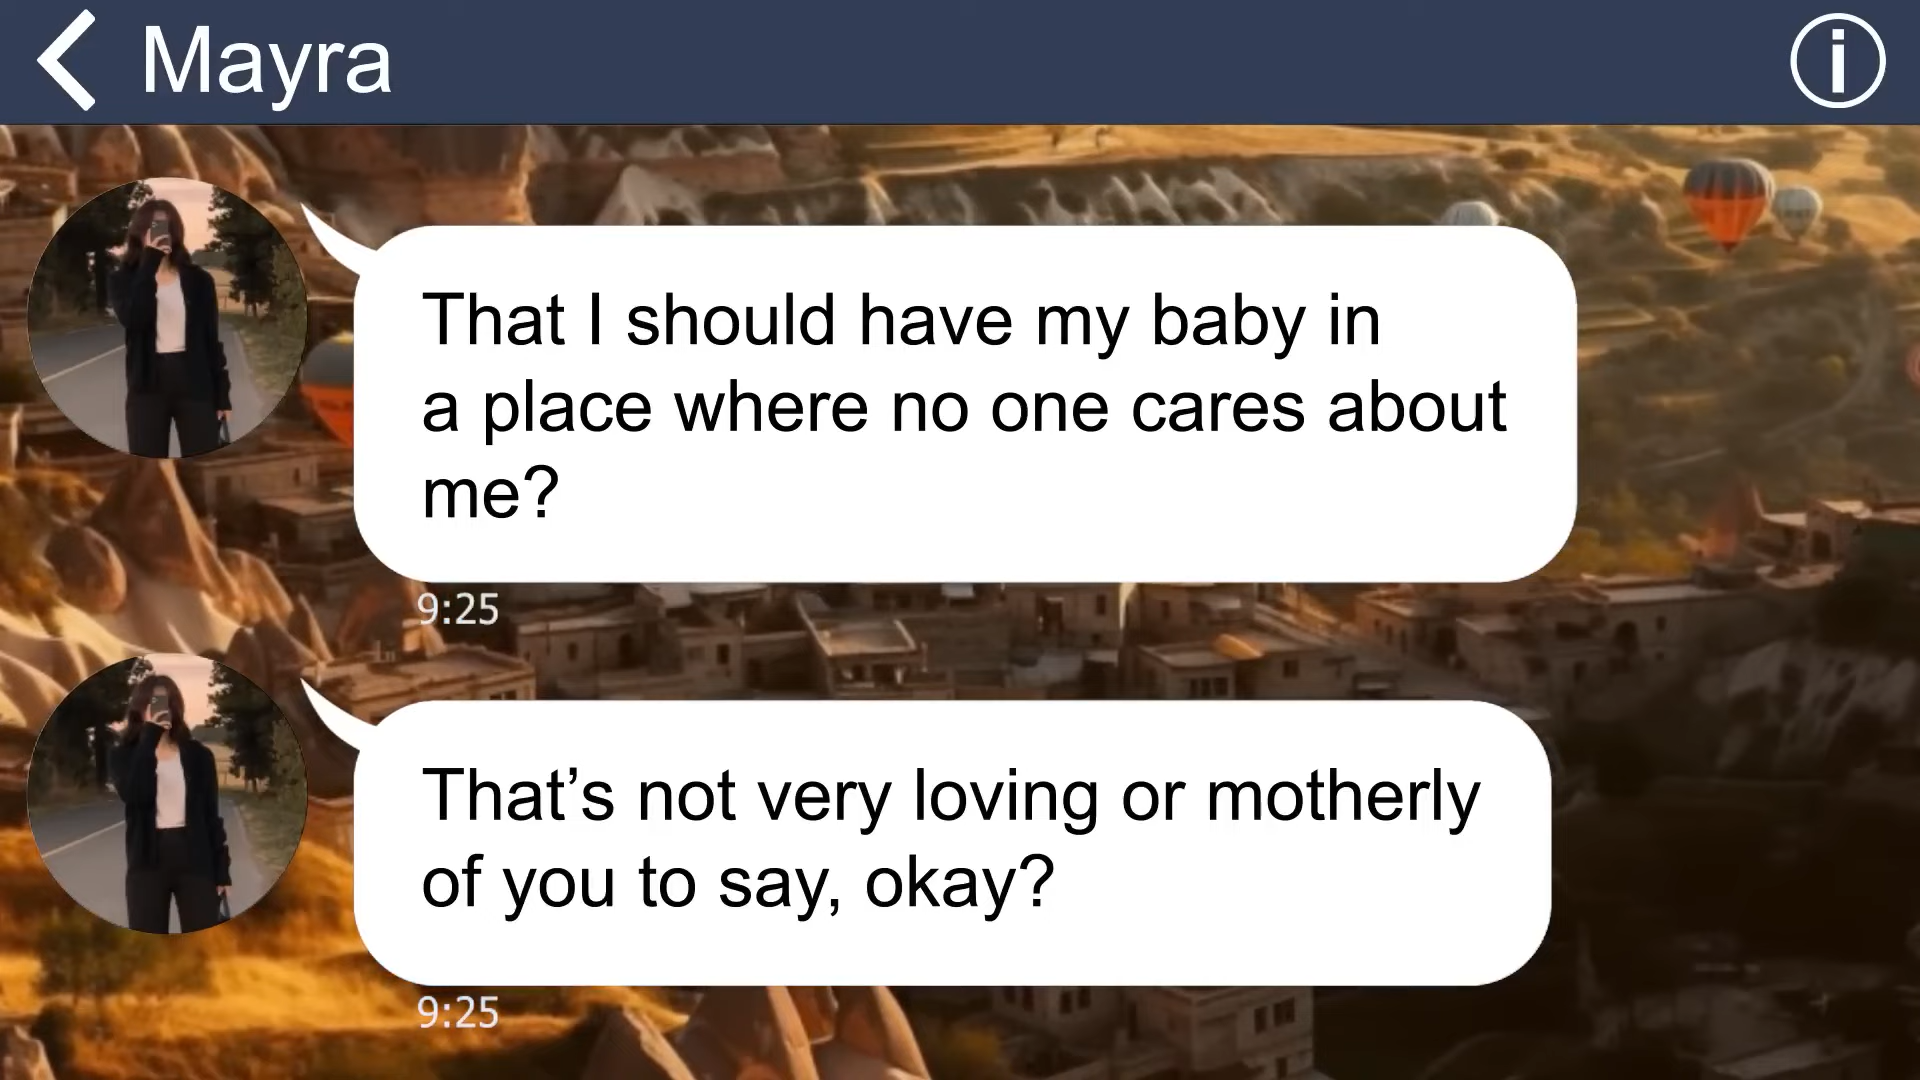 Mayra
That I should have my baby in
a place where no one cares about
me?
9:25
That’s not very loving or motherly
of you to say, okay?
9:25